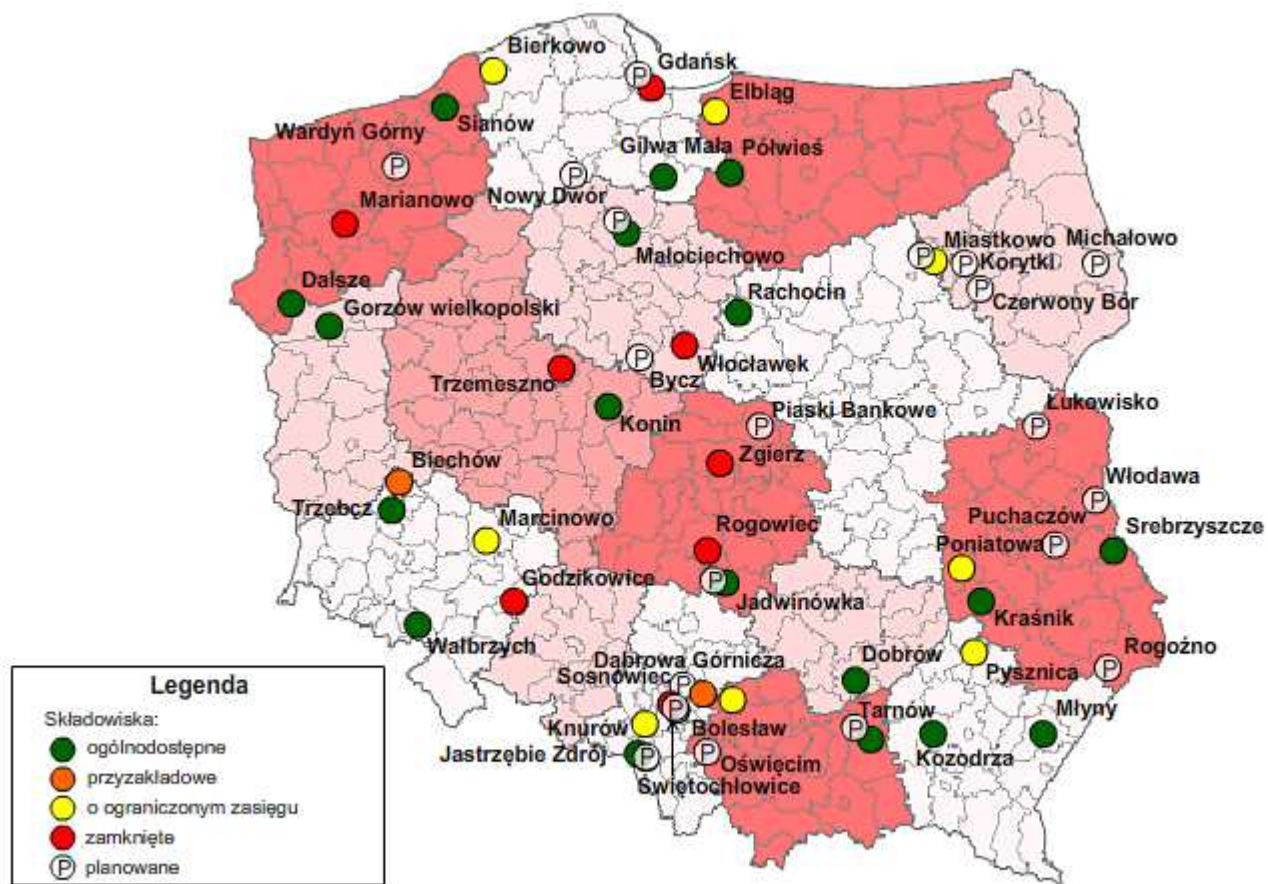 Bierkowo
Gdańsk
P
Elbląg
Sianów
Wardyń Górny
P
Gilwa Mała
Półwieś
P
Nowy Dwór
Marianowo
P
Małociechowo
Miastkowo
Michałowo
P
P
Korytki
P
P
Czerwony Bór
Dalsze
Gorzów wielkopolski
Rachocin
Włocławek
P
Bycz
Trzemeszno
Konin
Piaski Bankowe
P
Łukowisko
P
Zgierz
Biechów
Trzebcz
Marcinowo
Włodawa
P
Puchaczów
P
Srebrzyszcze
Rogowiec
Poniatowa
Godzikowice
P
Jadwinówka
Kraśnik
Wałbrzych
Dobrów
Rogoźno
P
Pysznica
Dąbrowa Górnicza
Sosnowiec
P
P
Knurów
Bolesław
Tarnów
P
Młyny
Jastrzębie Zdrój
P
P
Oświęcim
Kozodrza
Świętochłowice
Legenda
Składowiska:
ogólnodostępne
przyzakładowe
o ograniczonym zasięgu
zamknięte
P planowane